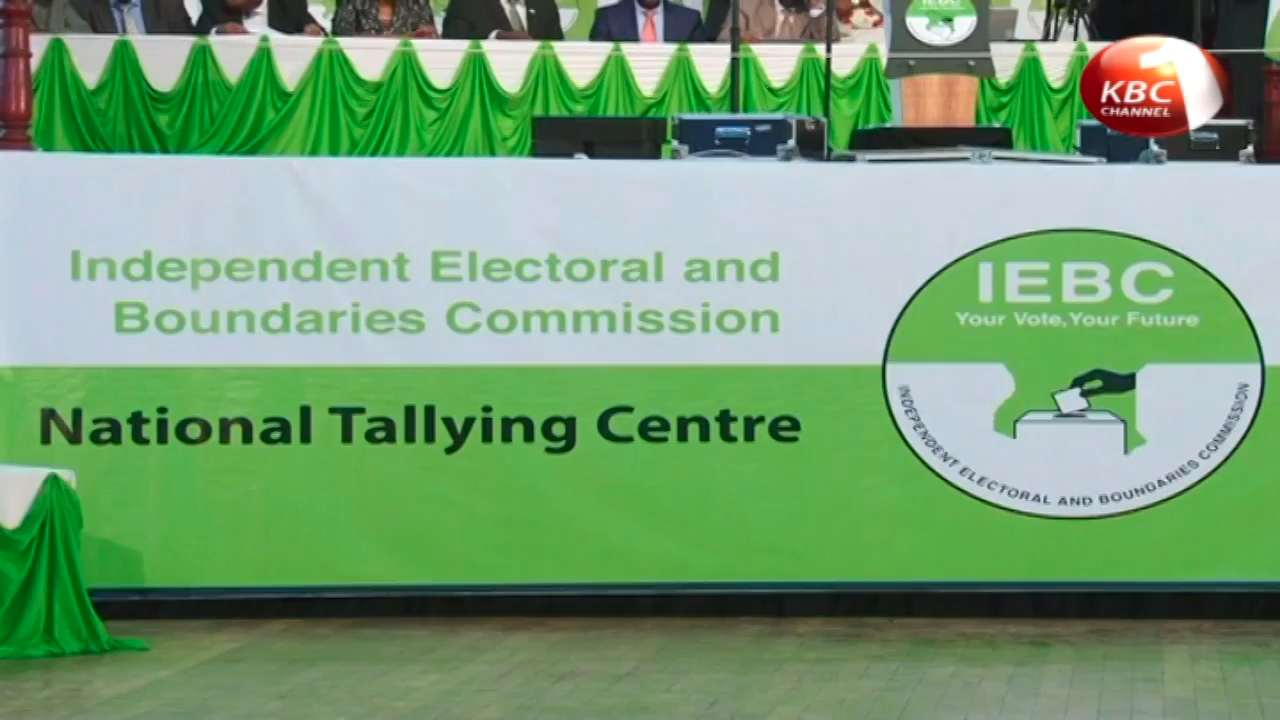 IEBC
KBC 1
CHANNEL
Independent Electoral and
Boundaries Commission
IEBC
Your Vote, Your Future
National Tallying Centre
INDEPENDENT ELECTORAL AND BOUNDARIES COMMISSION